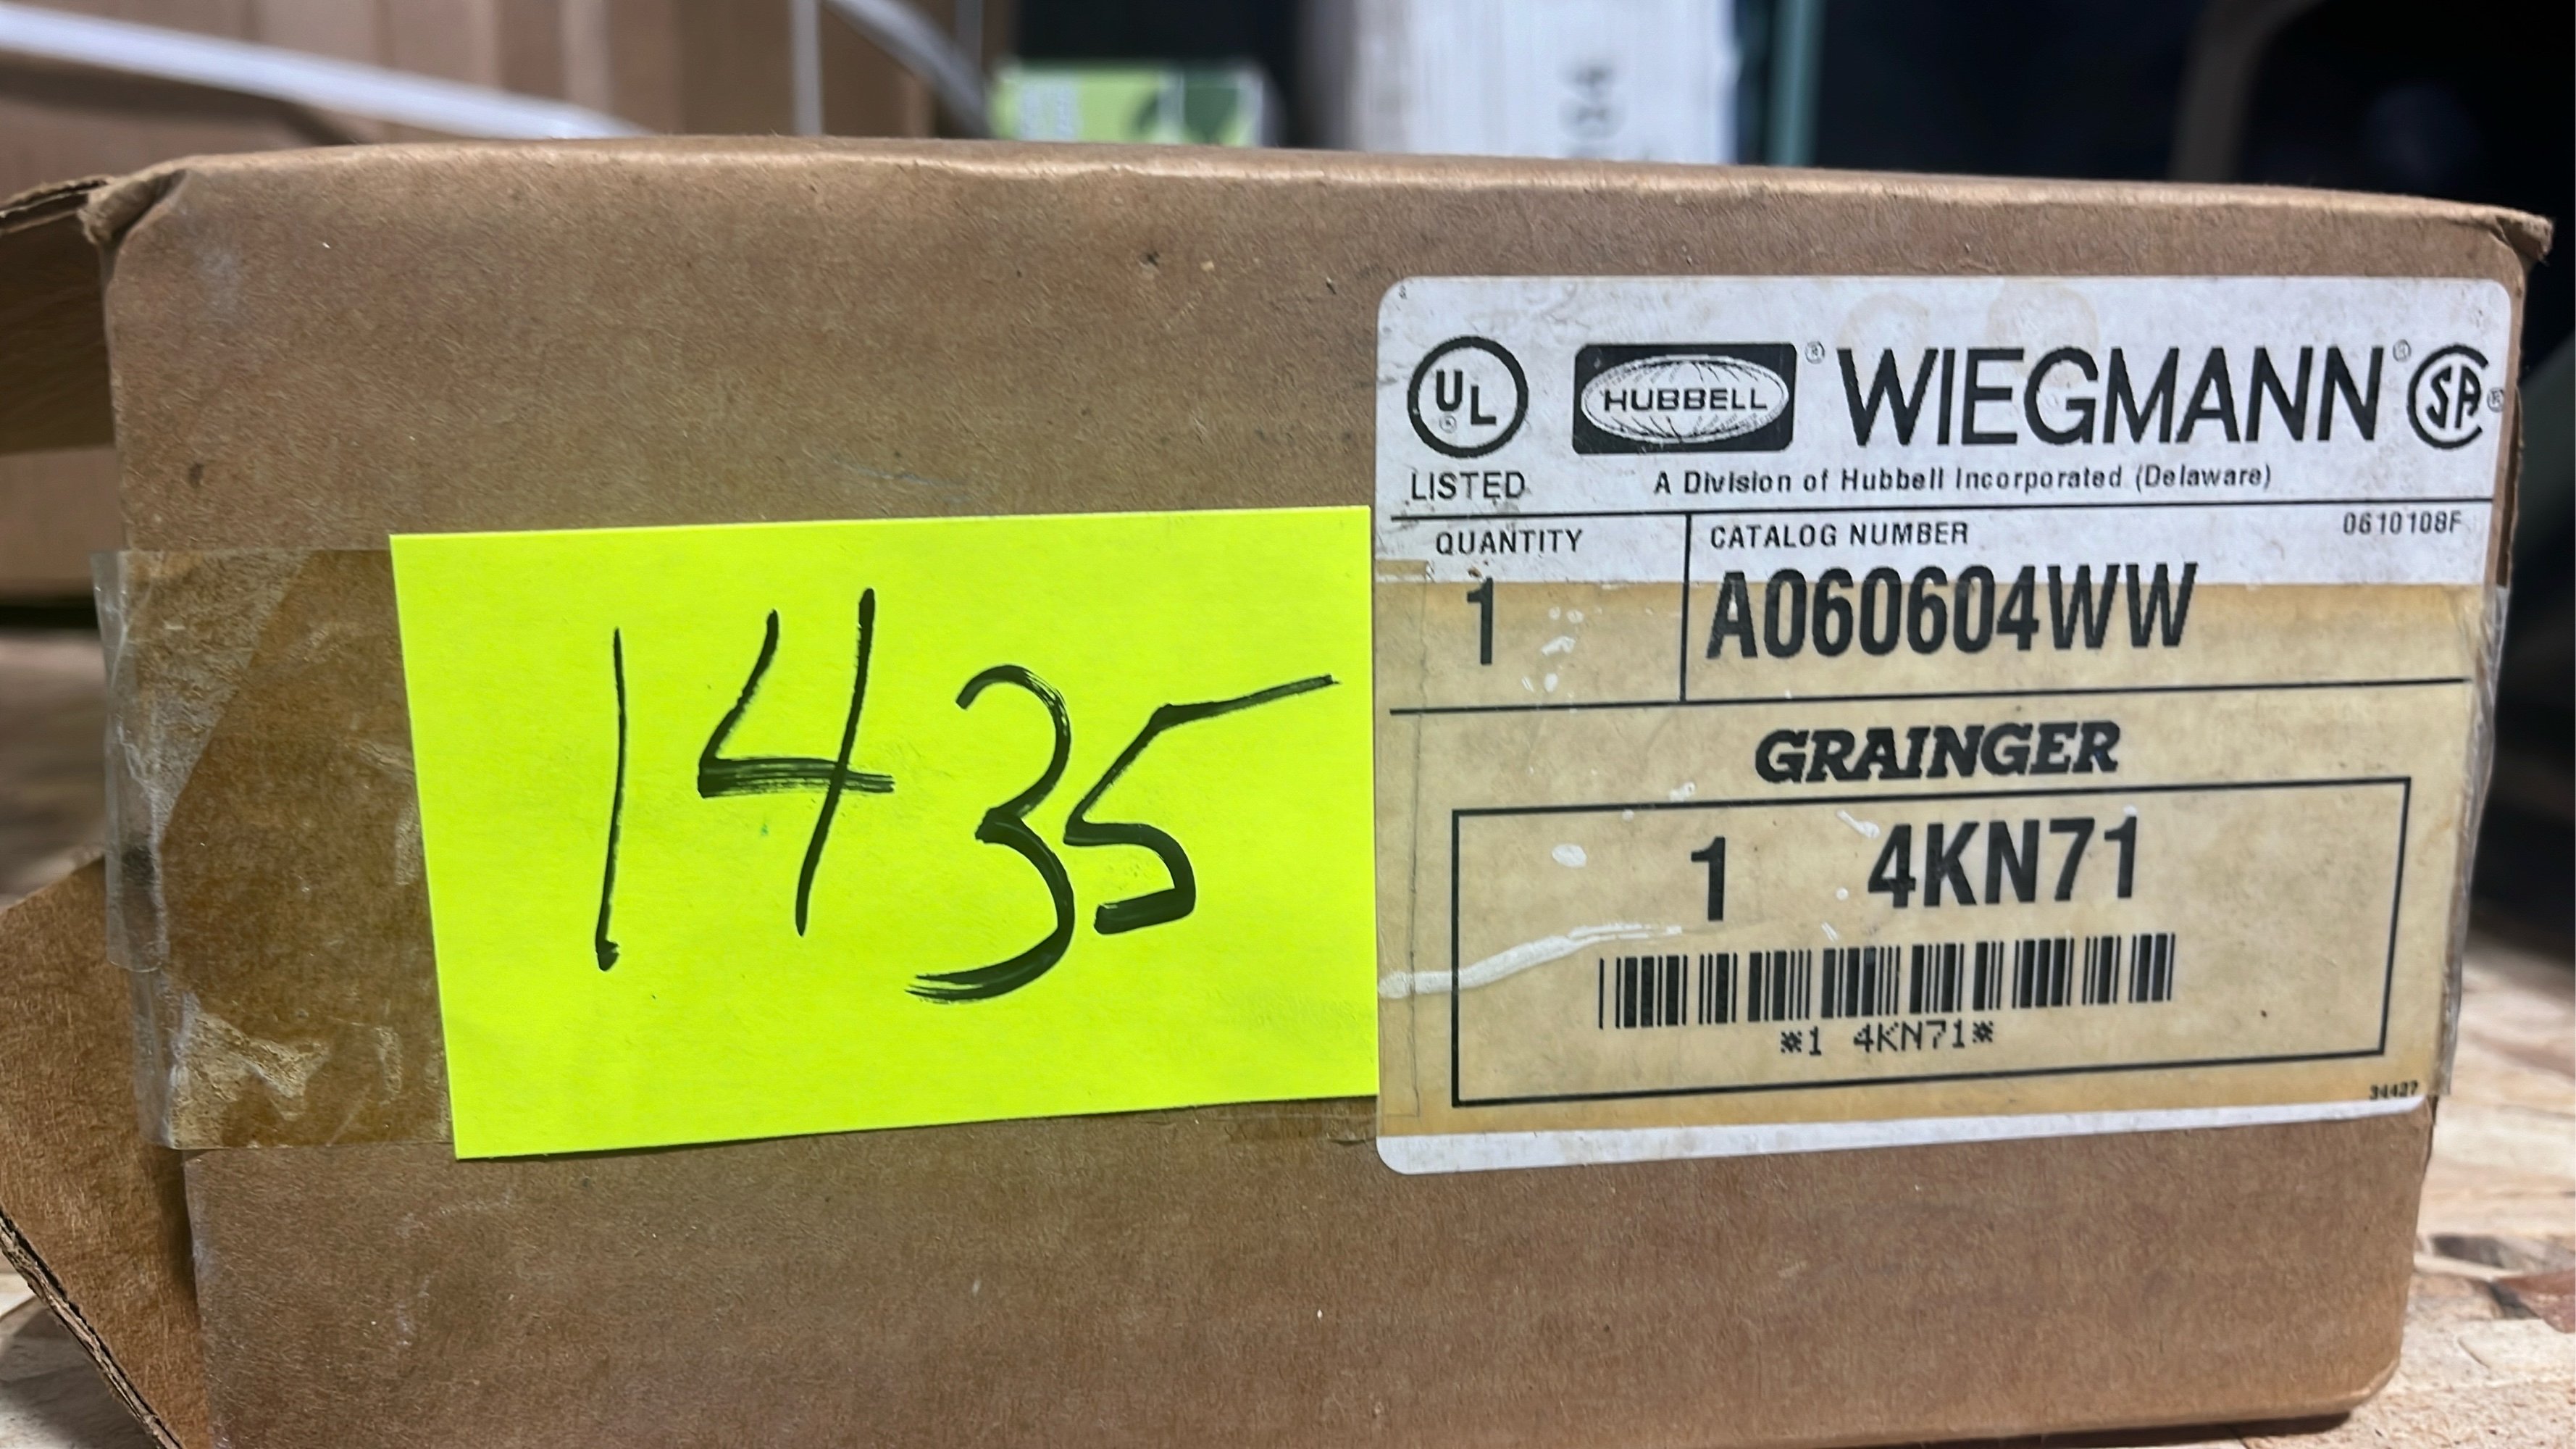 1435
UL
LISTED
HUBBELL® WIEGMANN® SA®
A Division of Hubbell Incorporated (Delaware)
QUANTITY
1
CATALOG NUMBER
0610108F
A060604WW
GRAINGER
1 4KN71
*1 4KN71*
34427